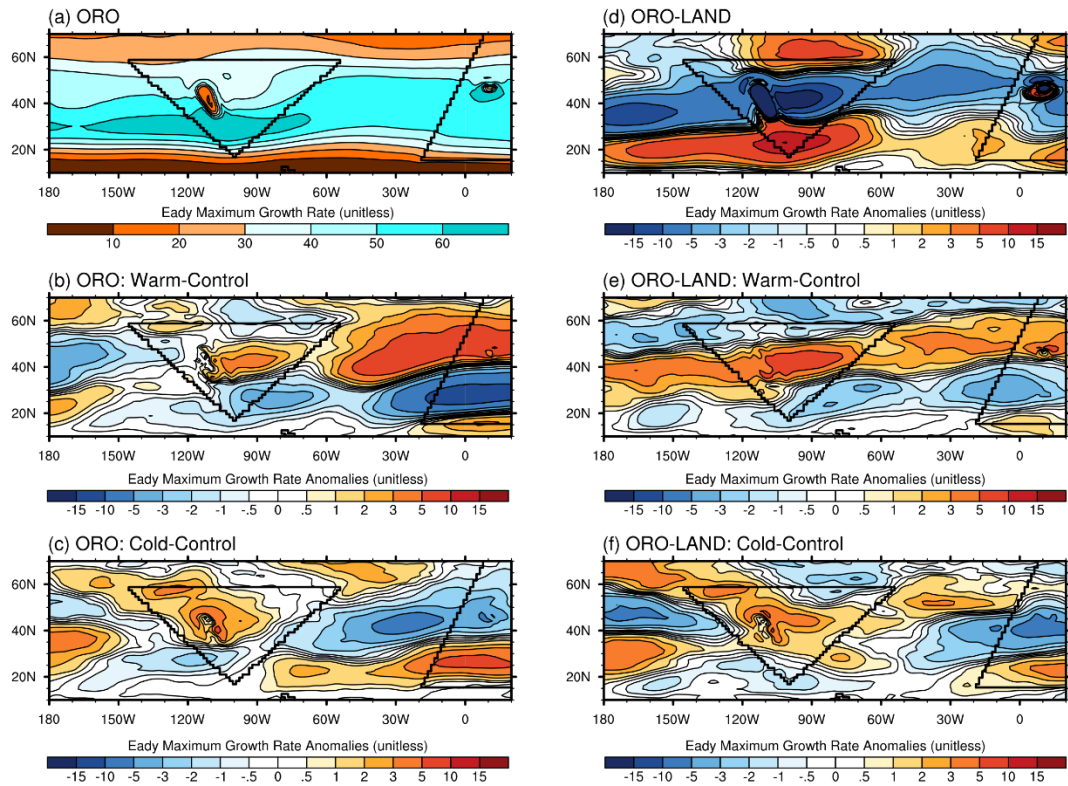 (a) ORO
60N
40N
20N
180 150W 120W 90W 60W 30W 0
Eady Maximum Growth Rate (unitless)
10 20 30 40 50 60
(d) ORO-LAND
60N
40N
20N
180 150W 120W 90W 60W 30W 0
Eady Maximum Growth Rate Anomalies (unitless)
-15 -10 -5 -3 -2 -1 -.5 0 .5 1 2 3 5 10 15
(b) ORO: Warm-Control
60N
40N
20N
180 150W 120W 90W 60W 30W 0
Eady Maximum Growth Rate Anomalies (unitless)
-15 -10 -5 -3 -2 -1 -.5 0 .5 1 2 3 5 10 15
(e) ORO-LAND: Warm-Control
60N
40N
20N
180 150W 120W 90W 60W 30W 0
Eady Maximum Growth Rate Anomalies (unitless)
-15 -10 -5 -3 -2 -1 -.5 0 .5 1 2 3 5 10 15
(c) ORO: Cold-Control
60N
40N
20N
180 150W 120W 90W 60W 30W 0
Eady Maximum Growth Rate Anomalies (unitless)
-15 -10 -5 -3 -2 -1 -.5 0 .5 1 2 3 5 10 15
(f) ORO-LAND: Cold-Control
60N
40N
20N
180 150W 120W 90W 60W 30W 0
Eady Maximum Growth Rate Anomalies (unitless)
-15 -10 -5 -3 -2 -1 -.5 0 .5 1 2 3 5 10 15